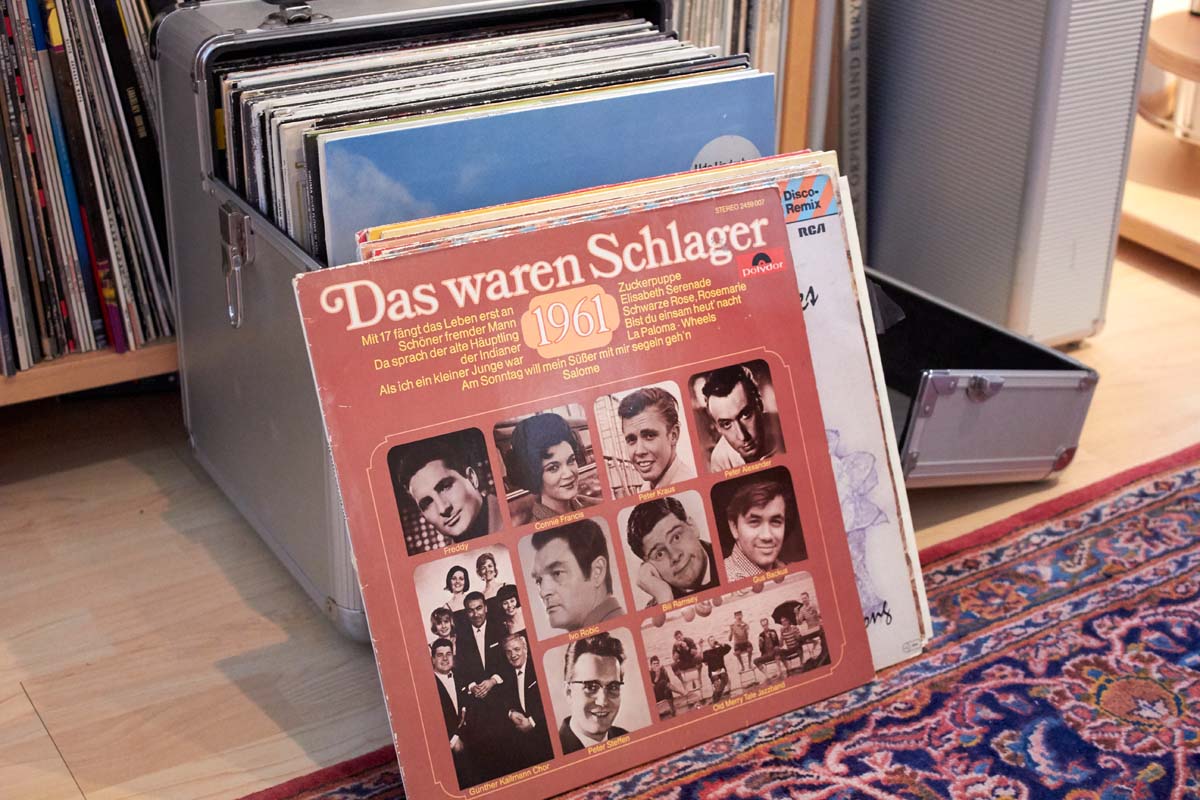 Das waren Schlager
1961
STEREO 2459 007
Polydor
Mit 17 fängt das Leben erst an
Schöner fremder Mann
Da sprach der alte Häuptling
der Indianer
Als ich ein kleiner Junge war
Zuckerpuppe
Elisabeth Serenade
Schwarze Rose, Rosemarie
Bist du einsam heut' nacht
La Paloma · Wheels
Am Sonntag will mein Süßer mit mir segeln geh'n
Salome
Freddy
Connie Francis
Peter Kraus
Peter Alexander
Günther Kallmann Chor
Ivo Robic
Bill Ramsey
Gus Backus
Peter Steffen
Old Merry Tale Jazzband
Disco-
Remix
RCA
ORPHEUS UND EURY